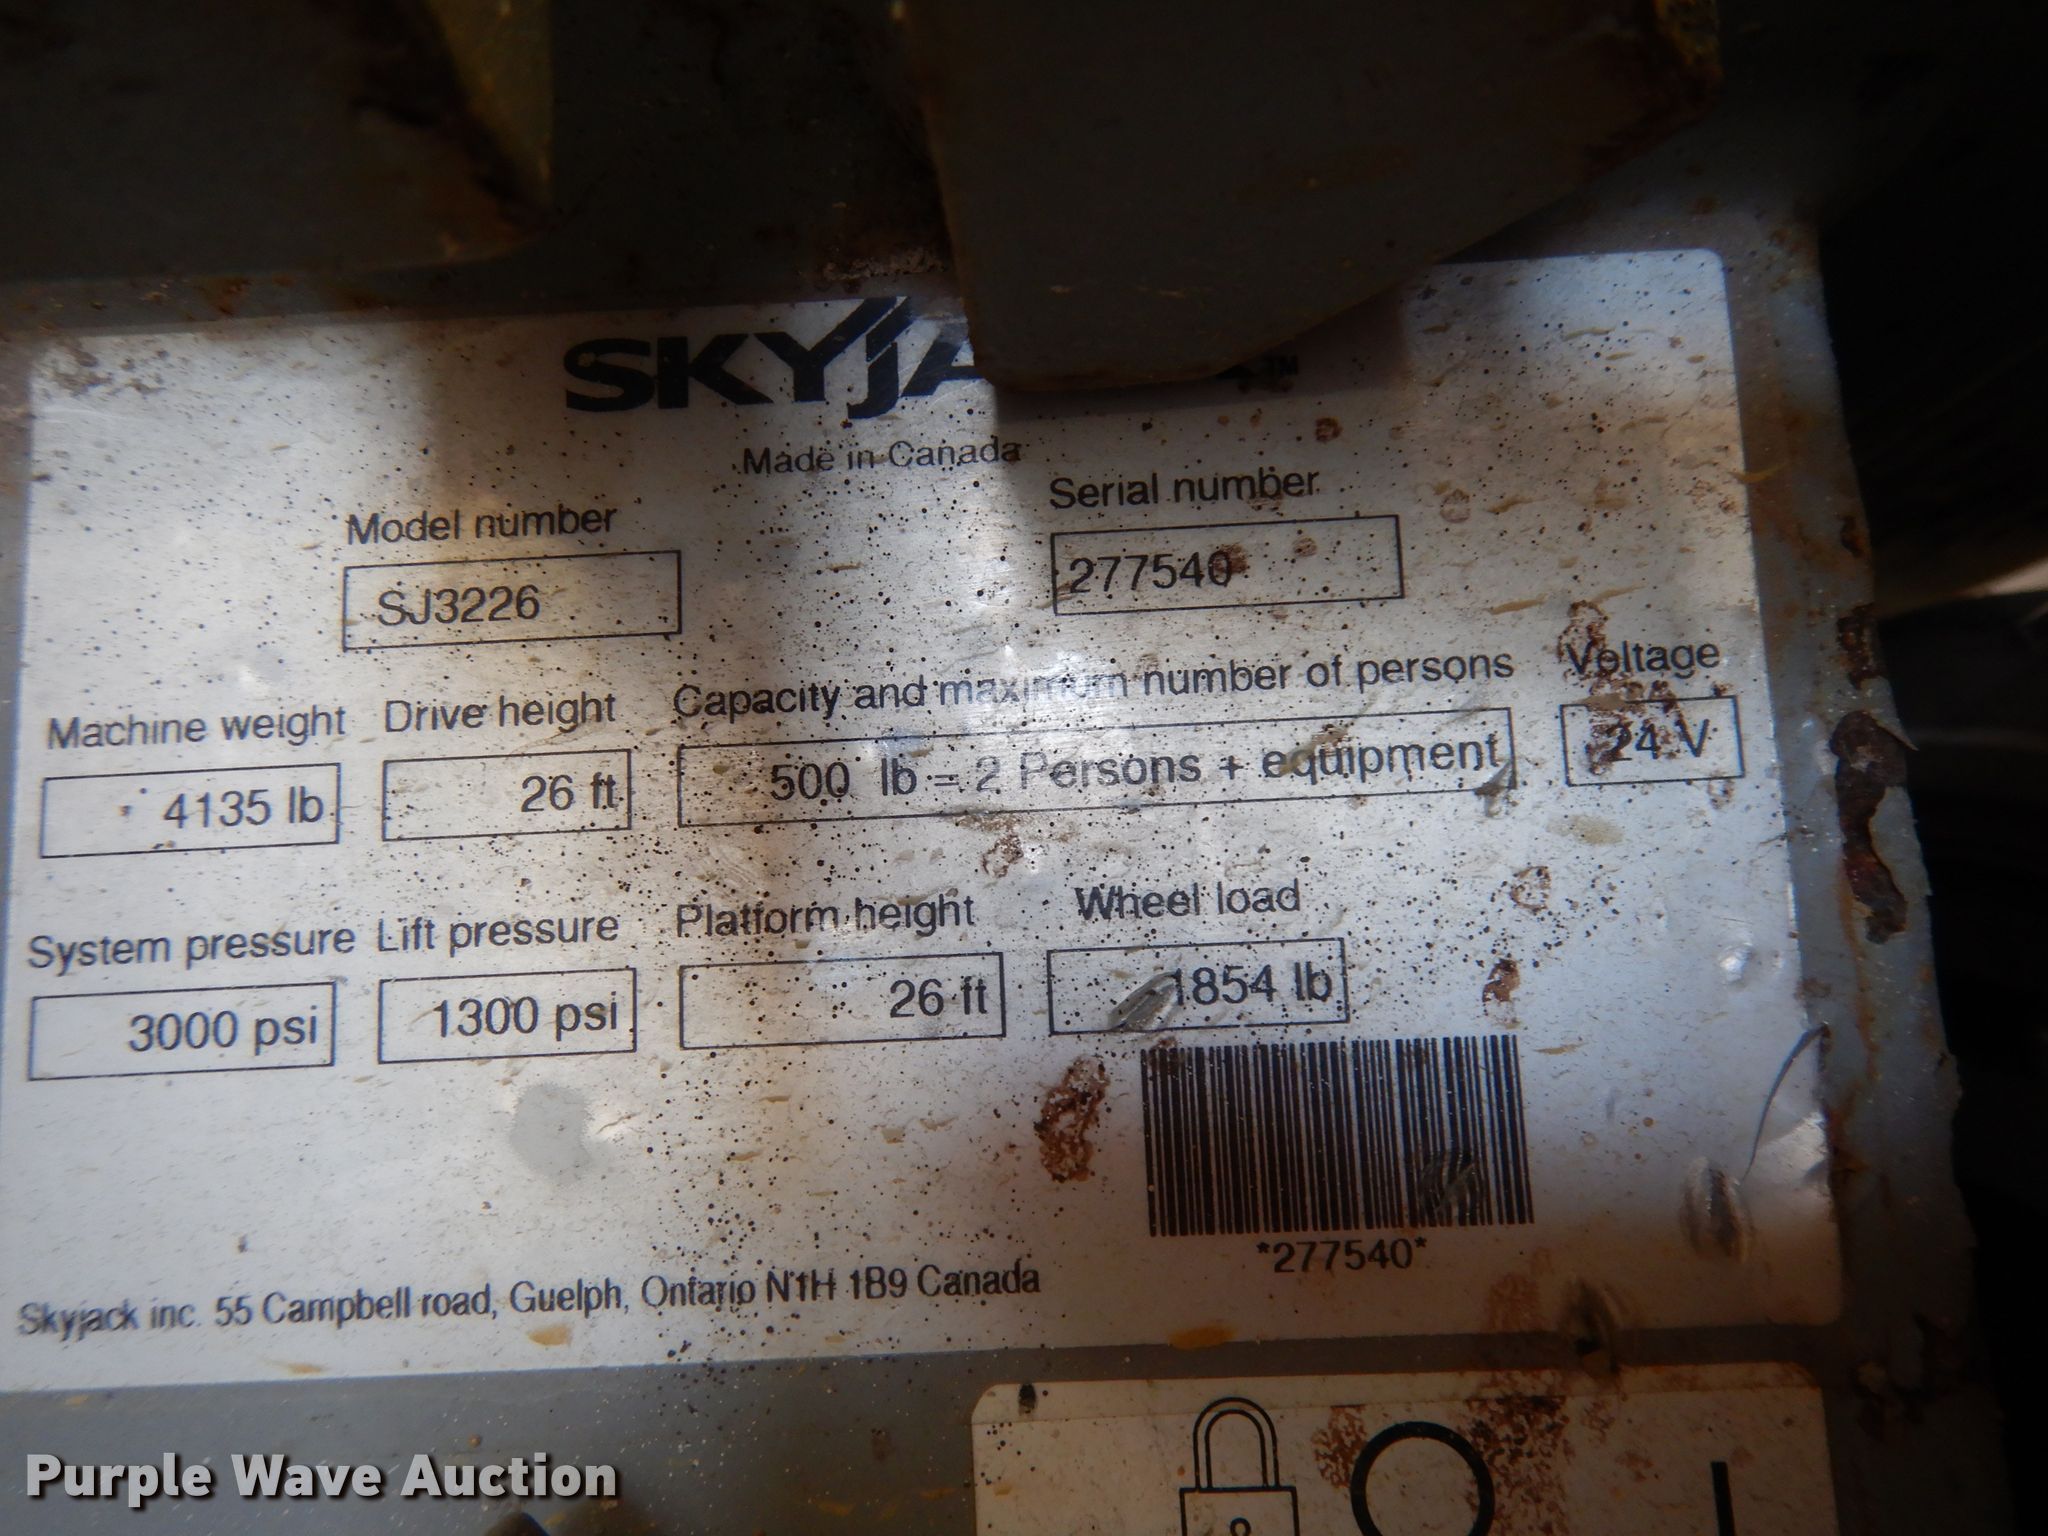 SKYJA
TM
Made in Canada
Model number
Serial number
SJ3226
277540
Machine weight
Drive height
Capacity and maximum number of persons
Voltage
4135 lb
26 ft
500 lb = 2 Persons + equipment
24 V
System pressure
Lift pressure
Platform height
Wheel load
3000 psi
1300 psi
26 ft
1854 lb
*277540*
Skyjack inc. 55 Campbell road, Guelph, Ontario N1H 1B9 Canada
Purple Wave Auction